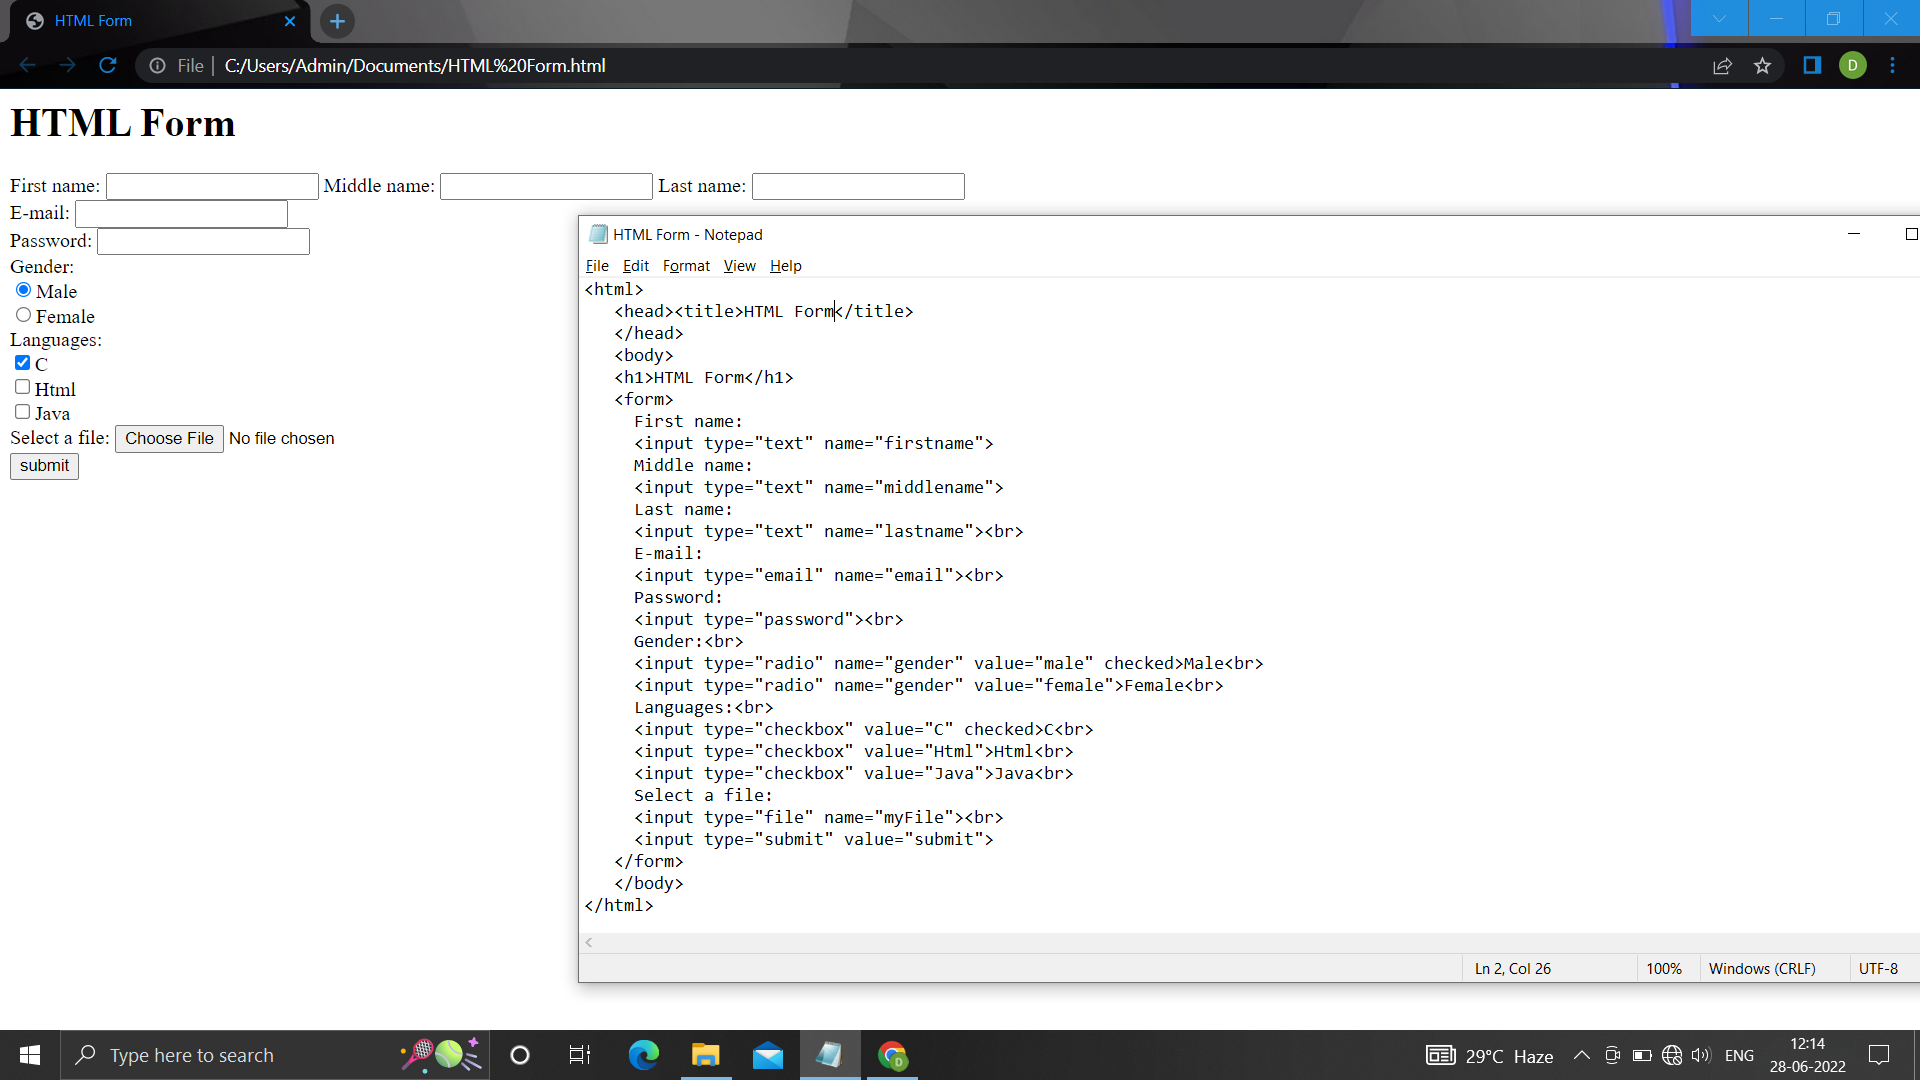 HTML Form
File C:/Users/Admin/Documents/HTML%20Form.html
D
HTML Form
First name: Middle name: Last name:
E-mail:
Password:
Gender:
Male
Female
Languages:
C
Html
Java
Select a file: Choose File No file chosen
submit
HTML Form - Notepad
File Edit Format View Help
<html>
<head><title>HTML Form</title>
</head>
<body>
<h1>HTML Form</h1>
<form>
First name:
<input type="text" name="firstname">
Middle name:
<input type="text" name="middlename">
Last name:
<input type="text" name="lastname"><br>
E-mail:
<input type="email" name="email"><br>
Password:
<input type="password"><br>
Gender:<br>
<input type="radio" name="gender" value="male" checked>Male<br>
<input type="radio" name="gender" value="female">Female<br>
Languages:<br>
<input type="checkbox" value="C" checked>C<br>
<input type="checkbox" value="Html">Html<br>
<input type="checkbox" value="Java">Java<br>
Select a file:
<input type="file" name="myFile"><br>
<input type="submit" value="submit">
</form>
</body>
</html>
Ln 2, Col 26 100% Windows (CRLF) UTF-8
Type here to search
D
29°C Haze
ENG
12:14
28-06-2022